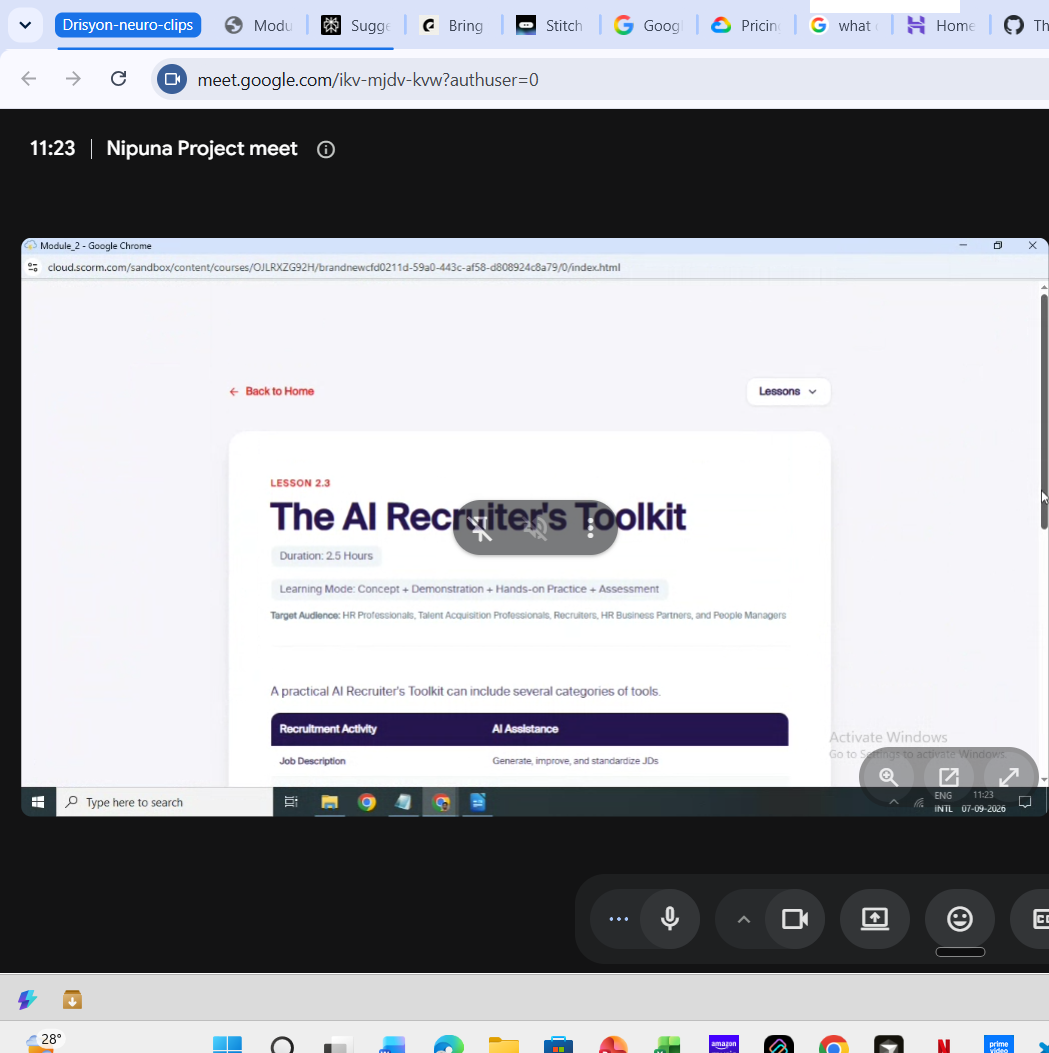 Drisyon-neuro-clips
Modu
Sugge
Bring
Stitch
Goog
Pricin
what
Home
Th
meet.google.com/ikv-mjdv-kvw?authuser=0
11:23
Nipuna Project meet
Module_2 - Google Chrome
cloud.scorm.com/sandbox/content/courses/OJLRXZG92H/brandnewcfd0211d-59a0-443c-af58-d808924c8a79/0/index.html
← Back to Home
Lessons
LESSON 2.3
The AI Recruiter's Toolkit
Duration: 2.5 Hours
Learning Mode: Concept + Demonstration + Hands-on Practice + Assessment
Target Audience: HR Professionals, Talent Acquisition Professionals, Recruiters, HR Business Partners, and People Managers
A practical AI Recruiter's Toolkit can include several categories of tools.
Recruitment Activity AI Assistance
Job Description Generate, improve, and standardize JDs
Activate Windows
Go to Settings to activate Windows.
Type here to search
ENG
INTL
11:23
07-09-2026
28°
amazon
prime
video